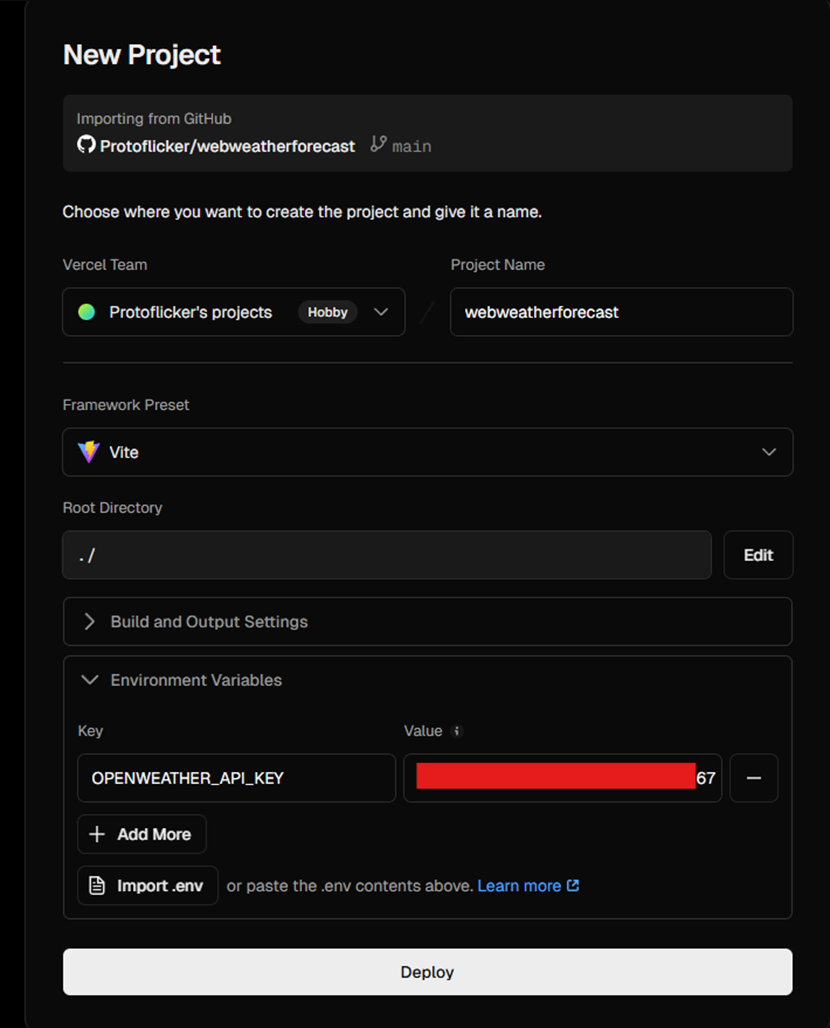 New Project
Importing from GitHub
Protoflicker/webweatherforecast main
Choose where you want to create the project and give it a name.
Vercel Team
Project Name
Protoflicker's projects Hobby
/
webweatherforecast
Framework Preset
Vite
Root Directory
./
Edit
Build and Output Settings
Environment Variables
Key
Value
OPENWEATHER_API_KEY
67
Add More
Import .env or paste the .env contents above. Learn more
Deploy